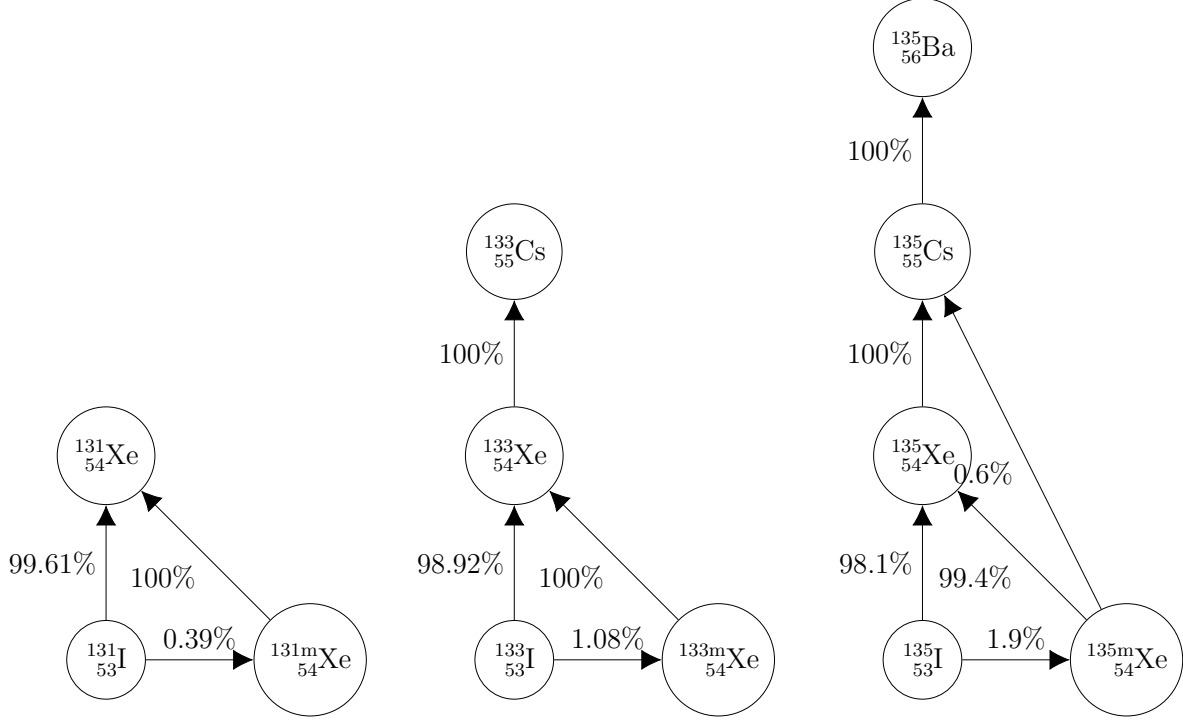 ¹³⁵₅₆Ba
100%
¹³³₅₅Cs
¹³⁵₅₅Cs
100%
100%
¹³¹₅₄Xe
¹³³₅₄Xe
¹³⁵₅₄Xe
0.6%
99.61%
100%
98.92%
100%
98.1%
99.4%
0.39%
1.08%
1.9%
¹³¹₅₃I
¹³¹ᵐ₅₄Xe
¹³³₅₃I
¹³³ᵐ₅₄Xe
¹³⁵₅₃I
¹³⁵ᵐ₅₄Xe